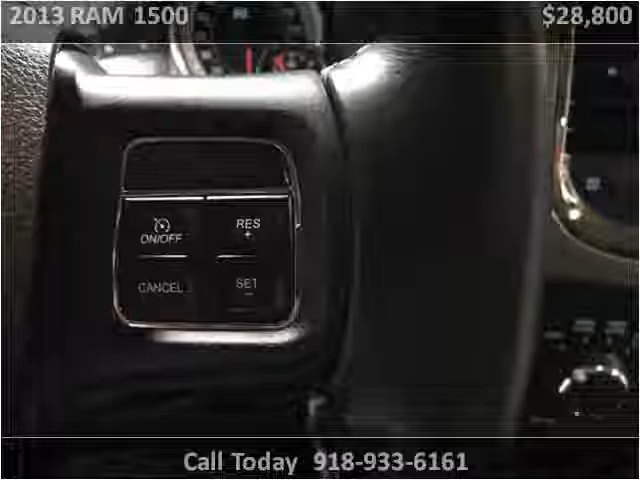 2013 RAM 1500 $28,800
ON/OFF RES +
CANCEL SET -
Call Today 918-933-6161